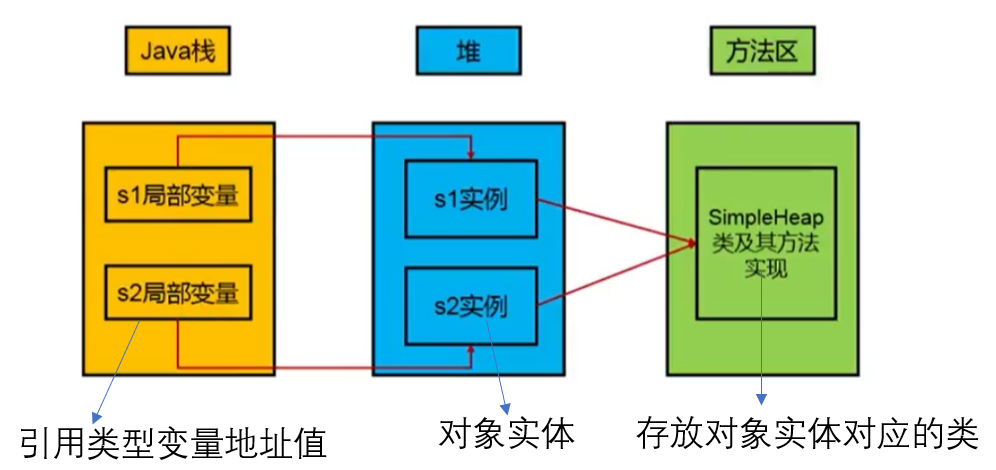 Java栈
堆
方法区
s1局部变量
s2局部变量
s1实例
s2实例
SimpleHeap
类及其方法
实现
引用类型变量地址值
对象实体
存放对象实体对应的类